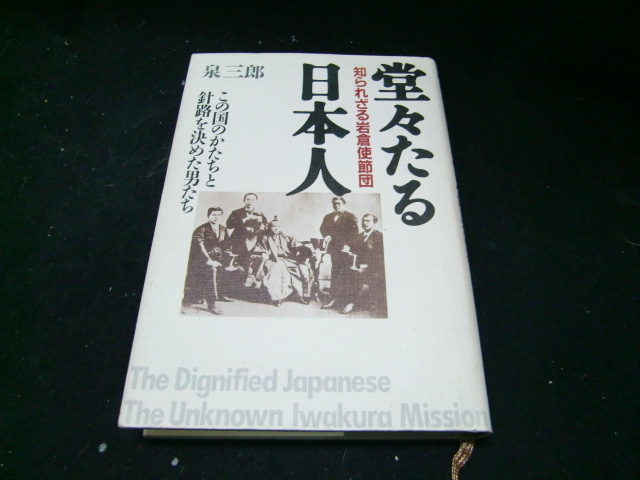 堂々たる
日本人
知られざる岩倉使節団
泉三郎
この国のかたちと
針路を決めた男たち
The Dignified Japanese
The Unknown Iwakura Mission